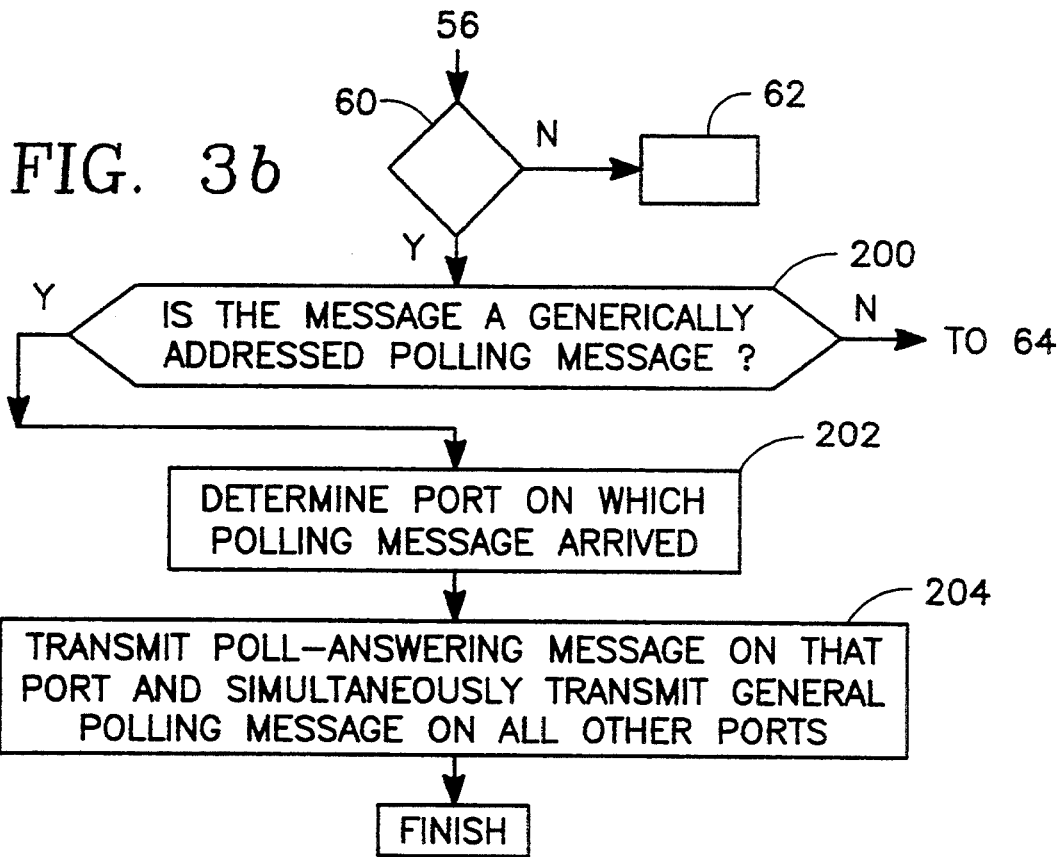 56
60
62
N
FIG. 3b
Y
200
Y
N
IS THE MESSAGE A GENERICALLY
ADDRESSED POLLING MESSAGE ?
TO 64
202
DETERMINE PORT ON WHICH
POLLING MESSAGE ARRIVED
204
TRANSMIT POLL-ANSWERING MESSAGE ON THAT
PORT AND SIMULTANEOUSLY TRANSMIT GENERAL
POLLING MESSAGE ON ALL OTHER PORTS
FINISH